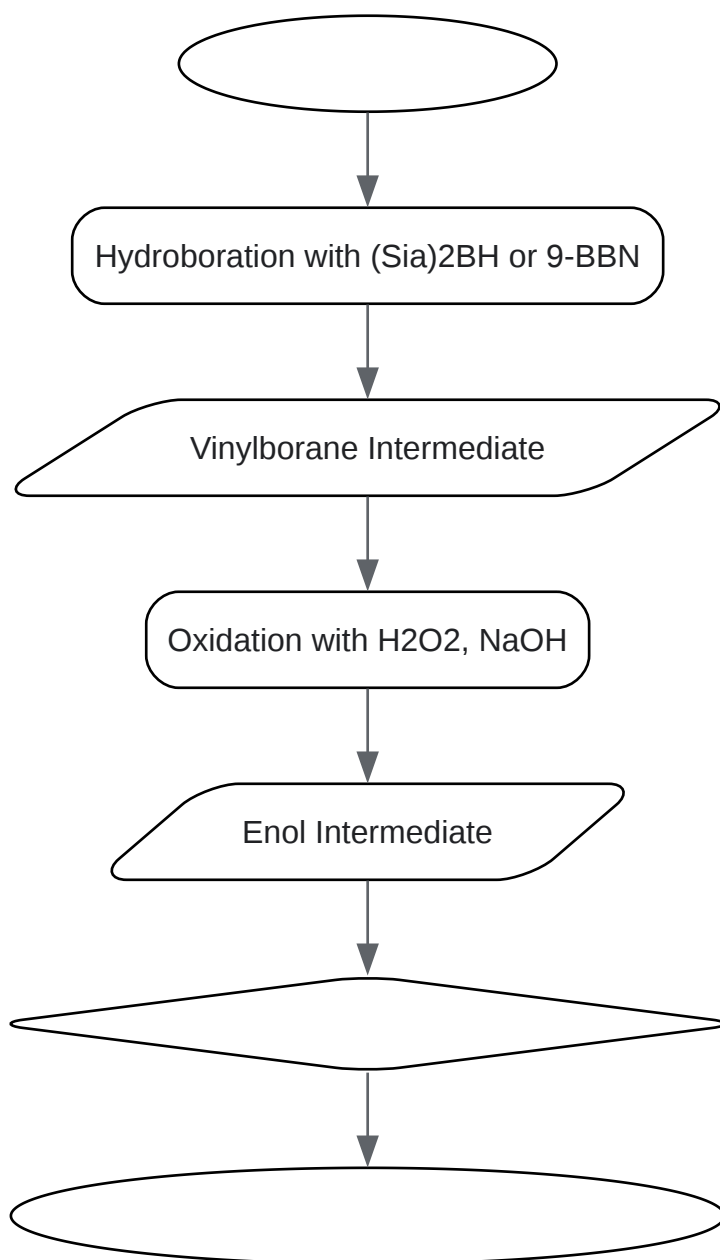 Hydroboration with (Sia)2BH or 9-BBN
Vinylborane Intermediate
Oxidation with H2O2, NaOH
Enol Intermediate